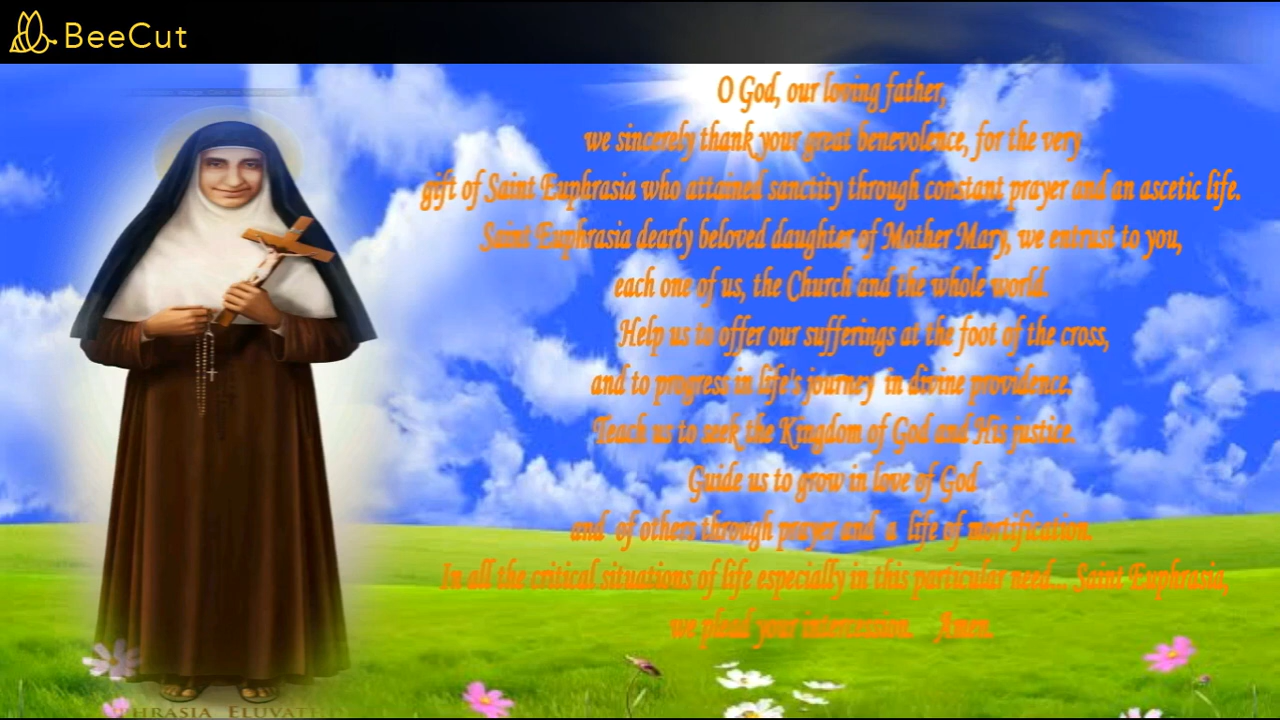 BeeCut
O God, our loving father,
we sincerely thank your great benevolence, for the very
gift of Saint Euphrasia who attained sanctity through constant prayer and an ascetic life.
Saint Euphrasia dearly beloved daughter of Mother Mary, we entrust to you,
each one of us, the Church and the whole world.
Help us to offer our sufferings at the foot of the cross,
and to progress in life's journey in divine providence.
Teach us to seek the Kingdom of God and His justice.
Guide us to grow in love of God
and of others through prayer and a life of mortification.
In all the critical situations of life especially in this particular need... Saint Euphrasia,
we plead your intercession. Amen.
PHRASIA ELUVATH